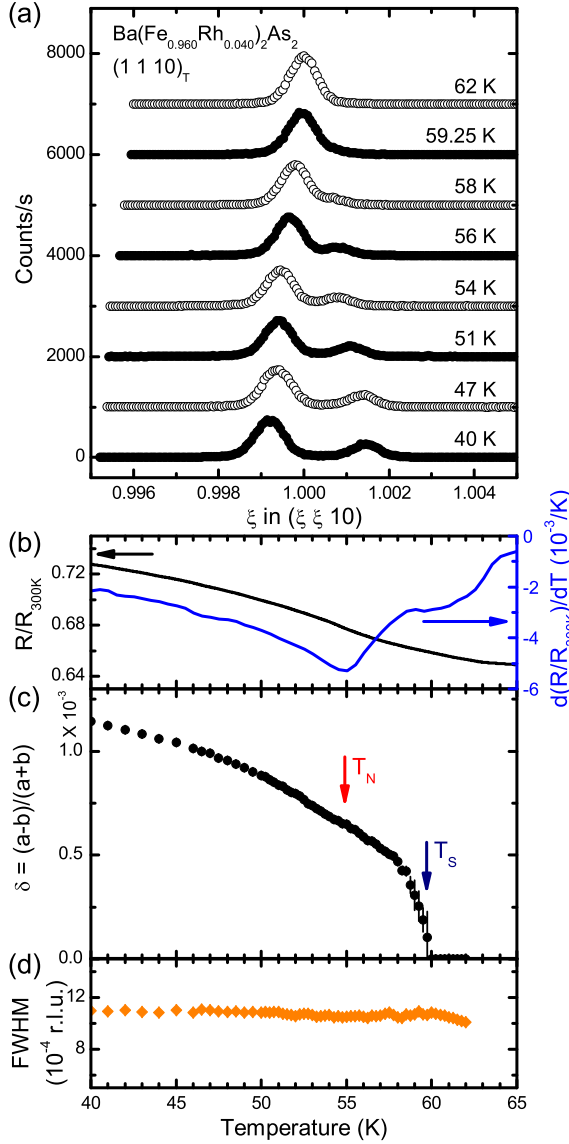 (a)
Ba(Fe0.960Rh0.040)2As2
(1 1 10)T
62 K
59.25 K
58 K
56 K
54 K
51 K
47 K
40 K
8000
6000
4000
2000
0
Counts/s
0.996 0.998 1.000 1.002 1.004
ξ in (ξ ξ 10)
(b)
0.72
0.68
0.64
R/R300K
0
-2
-4
-6
d(R/R300K)/dT (10-3/K)
(c)
X 10-3
1.0
0.5
0.0
δ = (a-b)/(a+b)
TN
TS
(d)
12
8
FWHM
(10-4 r.l.u.)
40 45 50 55 60 65
Temperature (K)